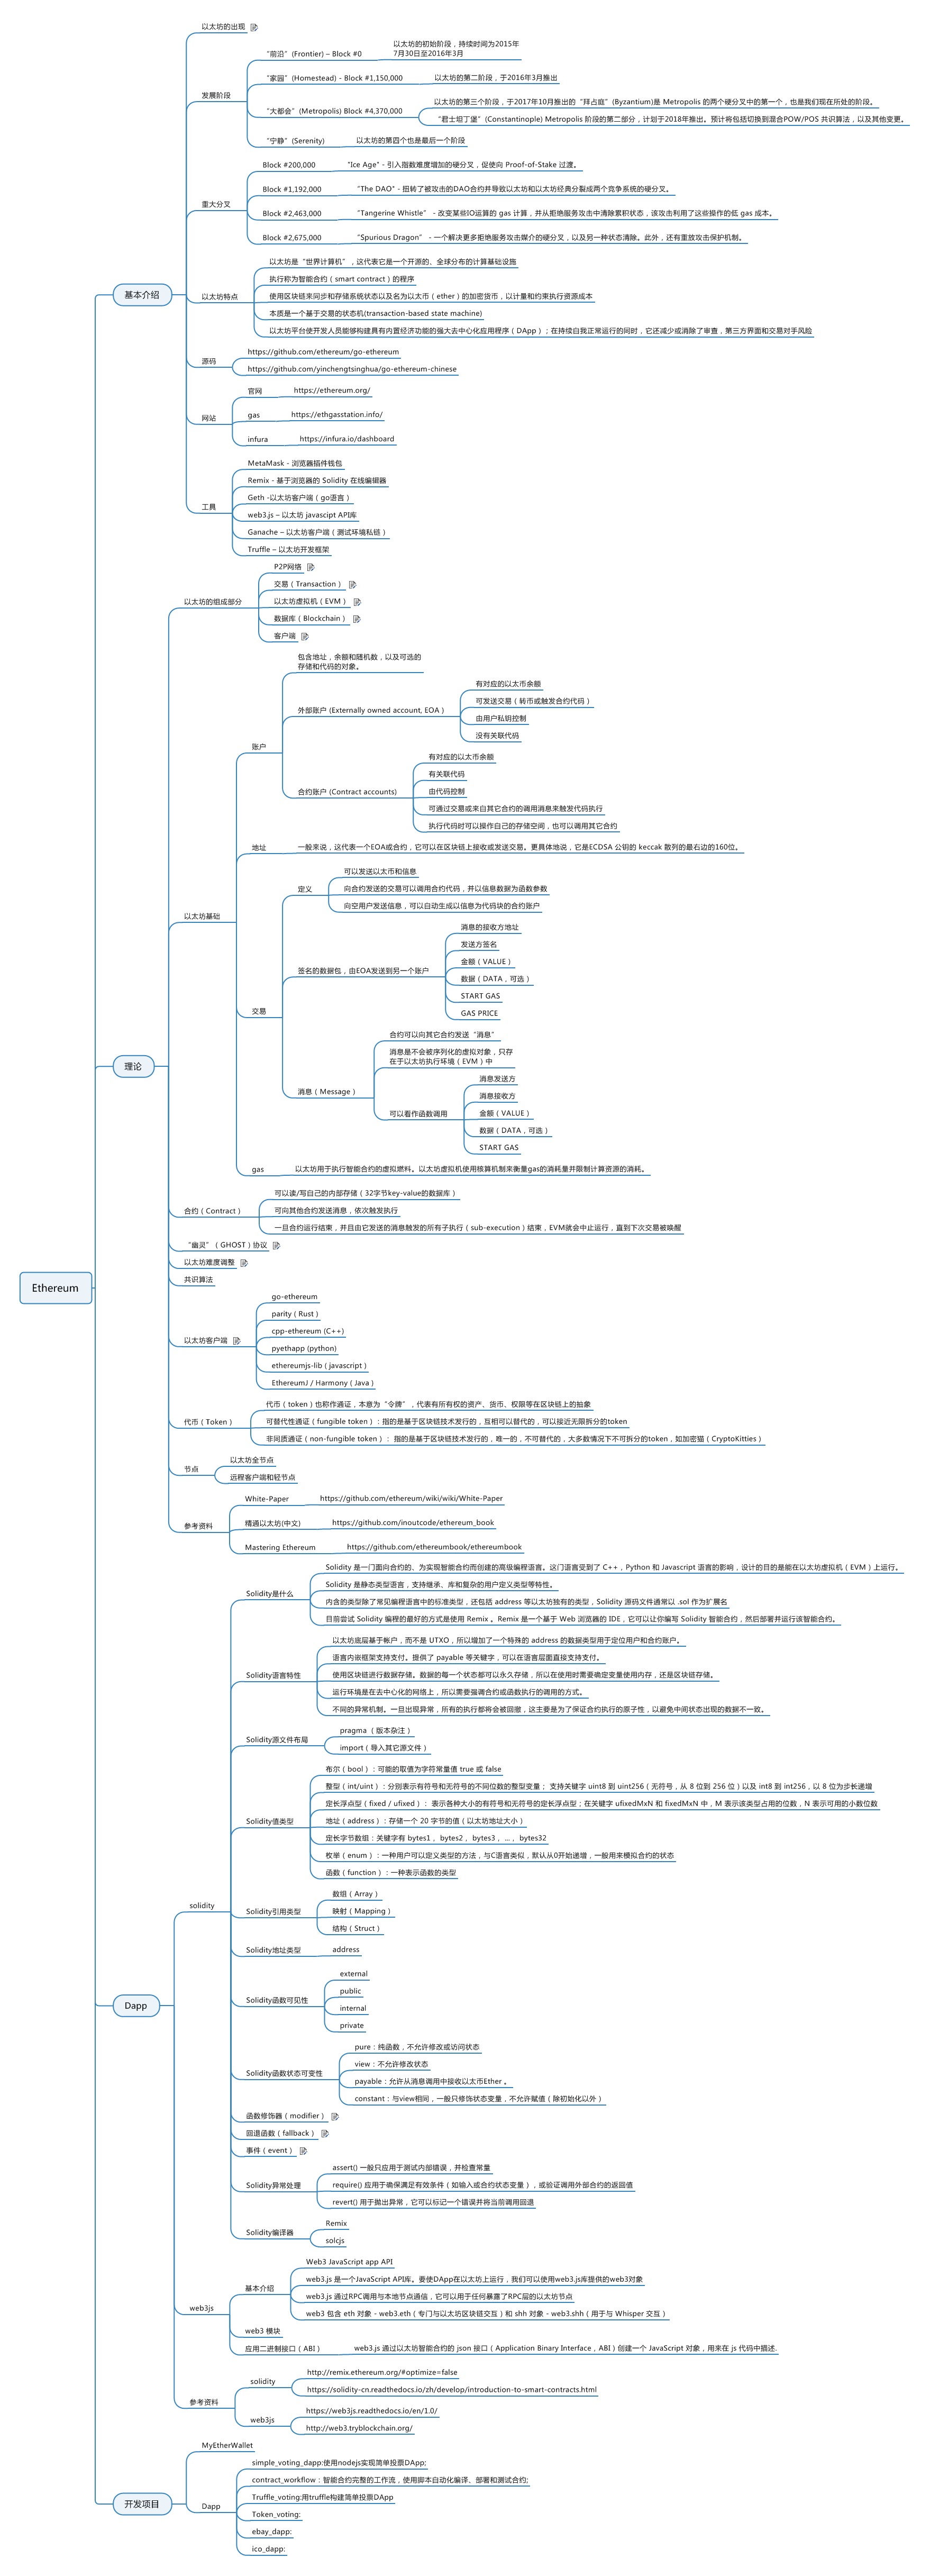 Ethereum
基本介绍
以太坊的出现
发展阶段
“前沿”(Frontier) – Block #0
以太坊的初始阶段，持续时间为2015年
7月30日至2016年3月
“家园”(Homestead) - Block #1,150,000
以太坊的第二阶段，于2016年3月推出
“大都会”(Metropolis) Block #4,370,000
以太坊的第三个阶段，于2017年10月推出的“拜占庭”(Byzantium)是 Metropolis 的两个硬分叉中的第一个，也是我们现在所处的阶段。
“君士坦丁堡”(Constantinople) Metropolis 阶段的第二部分，计划于2018年推出。预计将包括切换到混合POW/POS 共识算法，以及其他变更。
“宁静”(Serenity)
以太坊的第四个也是最后一个阶段
重大分叉
Block #200,000
"Ice Age" - 引入指数难度增加的硬分叉，促使向 Proof-of-Stake 过渡。
Block #1,192,000
“The DAO" - 扭转了被攻击的DAO合约并导致以太坊和以太坊经典分裂成两个竞争系统的硬分叉。
Block #2,463,000
“Tangerine Whistle” - 改变某些IO运算的 gas 计算，并从拒绝服务攻击中清除累积状态，该攻击利用了这些操作的低 gas 成本。
Block #2,675,000
“Spurious Dragon” - 一个解决更多拒绝服务攻击媒介的硬分叉，以及另一种状态清除。此外，还有重放攻击保护机制。
以太坊特点
以太坊是“世界计算机”，这代表它是一个开源的、全球分布的计算基础设施
执行称为智能合约（smart contract）的程序
使用区块链来同步和存储系统状态以及名为以太币（ether）的加密货币，以计量和约束执行资源成本
本质是一个基于交易的状态机(transaction-based state machine)
以太坊平台使开发人员能够构建具有内置经济功能的强大去中心化应用程序（DApp）；在持续自我正常运行的同时，它还减少或消除了审查，第三方界面和交易对手风险
源码
https://github.com/ethereum/go-ethereum
https://github.com/yinchengtsinghua/go-ethereum-chinese
网站
官网
https://ethereum.org/
gas
https://ethgasstation.info/
infura
https://infura.io/dashboard
工具
MetaMask - 浏览器插件钱包
Remix - 基于浏览器的 Solidity 在线编辑器
Geth -以太坊客户端（go语言）
web3.js – 以太坊 javascipt API库
Ganache – 以太坊客户端（测试环境私链）
Truffle – 以太坊开发框架
理论
以太坊的组成部分
P2P网络
交易（Transaction）
以太坊虚拟机（EVM）
数据库（Blockchain）
客户端
以太坊基础
账户
包含地址，余额和随机数，以及可选的
存储和代码的对象。
外部账户 (Externally owned account, EOA )
有对应的以太币余额
可发送交易（转币或触发合约代码）
由用户私钥控制
没有关联代码
合约账户 (Contract accounts)
有对应的以太币余额
有关联代码
由代码控制
可通过交易或来自其它合约的调用消息来触发代码执行
执行代码时可以操作自己的存储空间，也可以调用其它合约
地址
一般来说，这代表一个EOA或合约，它可以在区块链上接收或发送交易。更具体地说，它是ECDSA 公钥的 keccak 散列的最右边的160位。
交易
定义
可以发送以太币和信息
向合约发送的交易可以调用合约代码，并以信息数据为函数参数
向空用户发送信息，可以自动生成以信息为代码块的合约账户
签名的数据包，由EOA发送到另一个账户
消息的接收方地址
发送方签名
金额（VALUE）
数据（DATA，可选）
START GAS
GAS PRICE
消息（Message）
合约可以向其它合约发送“消息”
消息是不会被序列化的虚拟对象，只存
在于以太坊执行环境（EVM）中
可以看作函数调用
消息发送方
消息接收方
金额（VALUE）
数据（DATA，可选）
START GAS
gas
以太坊用于执行智能合约的虚拟燃料。以太坊虚拟机使用核算机制来衡量gas的消耗量并限制计算资源的消耗。
合约（Contract）
可以读/写自己的内部存储（32字节key-value的数据库）
可向其他合约发送消息，依次触发执行
一旦合约运行结束，并且由它发送的消息触发的所有子执行（sub-execution）结束，EVM就会中止运行，直到下次交易被唤醒
“幽灵”（GHOST）协议
以太坊难度调整
共识算法
以太坊客户端
go-ethereum
parity（Rust）
cpp-ethereum (C++)
pyethapp (python)
ethereumjs-lib（javascript）
EthereumJ / Harmony（Java）
代币（Token）
代币（token）也称作通证，本意为“令牌”，代表有所有权的资产、货币、权限等在区块链上的抽象
可替代性通证（fungible token）：指的是基于区块链技术发行的，互相可以替代的，可以接近无限拆分的token
非同质通证（non-fungible token）： 指的是基于区块链技术发行的，唯一的，不可替代的，大多数情况下不可拆分的token，如加密猫（CryptoKitties）
节点
以太坊全节点
远程客户端和轻节点
参考资料
White-Paper
https://github.com/ethereum/wiki/wiki/White-Paper
精通以太坊(中文)
https://github.com/inoutcode/ethereum_book
Mastering Ethereum
https://github.com/ethereumbook/ethereumbook
Dapp
solidity
Solidity是什么
Solidity 是一门面向合约的、为实现智能合约而创建的高级编程语言。这门语言受到了 C++，Python 和 Javascript 语言的影响，设计的目的是能在以太坊虚拟机（EVM）上运行。
Solidity 是静态类型语言，支持继承、库和复杂的用户定义类型等特性。
内含的类型除了常见编程语言中的标准类型，还包括 address 等以太坊独有的类型，Solidity 源码文件通常以 .sol 作为扩展名
目前尝试 Solidity 编程的最好的方式是使用 Remix 。Remix 是一个基于 Web 浏览器的 IDE，它可以让你编写 Solidity 智能合约，然后部署并运行该智能合约。
Solidity语言特性
以太坊底层基于帐户，而不是 UTXO，所以增加了一个特殊的 address 的数据类型用于定位用户和合约账户。
语言内嵌框架支持支付。提供了 payable 等关键字，可以在语言层面直接支持支付。
使用区块链进行数据存储。数据的每一个状态都可以永久存储，所以在使用时需要确定变量使用内存，还是区块链存储。
运行环境是在去中心化的网络上，所以需要强调合约或函数执行的调用的方式。
不同的异常机制。一旦出现异常，所有的执行都将会被回撤，这主要是为了保证合约执行的原子性，以避免中间状态出现的数据不一致。
Solidity源文件布局
pragma （版本杂注）
import（导入其它源文件）
Solidity值类型
布尔（bool）：可能的取值为字符常量值 true 或 false
整型（int/uint）：分别表示有符号和无符号的不同位数的整型变量； 支持关键字 uint8 到 uint256（无符号，从 8 位到 256 位）以及 int8 到 int256，以 8 位为步长递增
定长浮点型（fixed / ufixed）： 表示各种大小的有符号和无符号的定长浮点型；在关键字 ufixedMxN 和 fixedMxN 中，M 表示该类型占用的位数，N 表示可用的小数位数
地址（address）：存储一个 20 字节的值（以太坊地址大小）
定长字节数组：关键字有 bytes1， bytes2， bytes3， ...， bytes32
枚举（enum）：一种用户可以定义类型的方法，与C语言类似，默认从0开始递增，一般用来模拟合约的状态
函数（function）：一种表示函数的类型
Solidity引用类型
数组（Array）
映射（Mapping）
结构（Struct）
Solidity地址类型
address
Solidity函数可见性
external
public
internal
private
Solidity函数状态可变性
pure：纯函数，不允许修改或访问状态
view：不允许修改状态
payable：允许从消息调用中接收以太币Ether 。
constant：与view相同，一般只修饰状态变量，不允许赋值（除初始化以外）
函数修饰器（modifier）
回退函数（fallback）
事件（event）
Solidity异常处理
assert() 一般只应用于测试内部错误，并检查常量
require() 应用于确保满足有效条件（如输入或合约状态变量），或验证调用外部合约的返回值
revert() 用于抛出异常，它可以标记一个错误并将当前调用回退
Solidity编译器
Remix
solcjs
web3js
基本介绍
Web3 JavaScript app API
web3.js 是一个JavaScript API库。要使DApp在以太坊上运行，我们可以使用web3.js库提供的web3对象
web3.js 通过RPC调用与本地节点通信，它可以用于任何暴露了RPC层的以太坊节点
web3 包含 eth 对象 - web3.eth（专门与以太坊区块链交互）和 shh 对象 - web3.shh（用于与 Whisper 交互）
web3 模块
应用二进制接口（ABI）
web3.js 通过以太坊智能合约的 json 接口（Application Binary Interface，ABI）创建一个 JavaScript 对象，用来在 js 代码中描述.
参考资料
solidity
http://remix.ethereum.org/#optimize=false
https://solidity-cn.readthedocs.io/zh/develop/introduction-to-smart-contracts.html
web3js
https://web3js.readthedocs.io/en/1.0/
http://web3.tryblockchain.org/
开发项目
MyEtherWallet
Dapp
simple_voting_dapp:使用nodejs实现简单投票DApp;
contract_workflow：智能合约完整的工作流，使用脚本自动化编译、部署和测试合约;
Truffle_voting:用truffle构建简单投票DApp
Token_voting:
ebay_dapp:
ico_dapp: